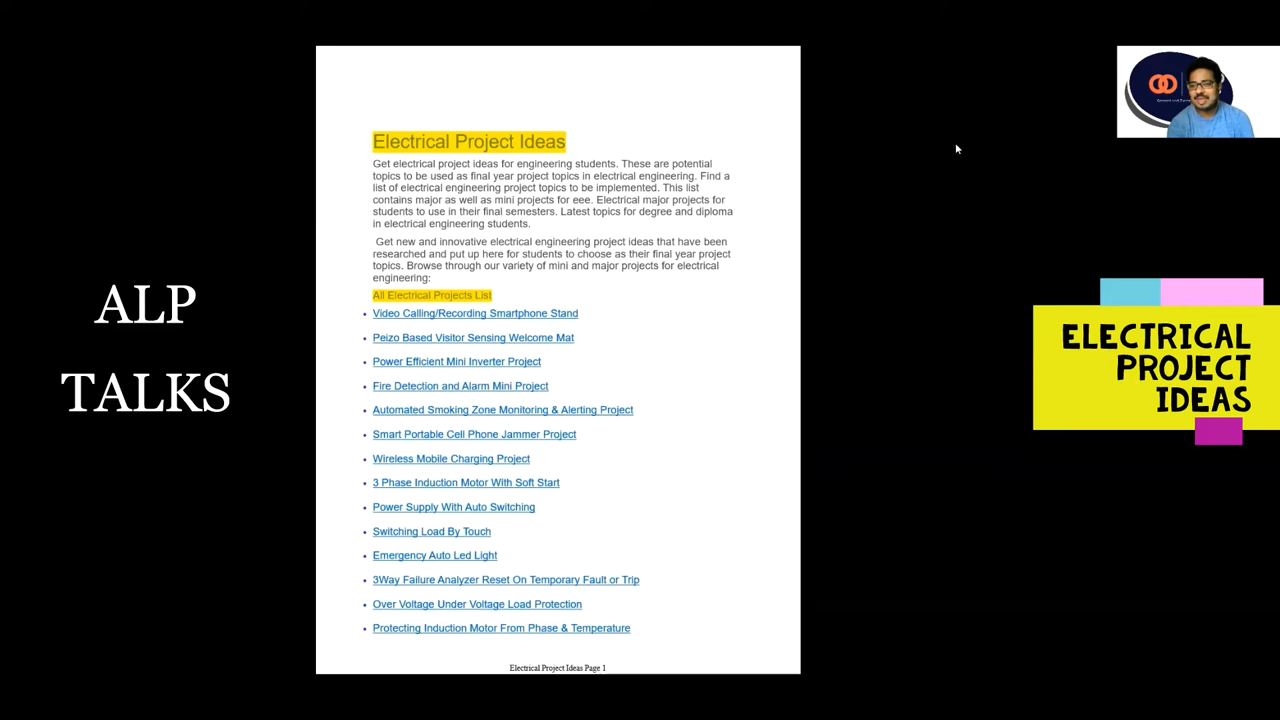 ALP
TALKS
Electrical Project Ideas
Get electrical project ideas for engineering students. These are potential
topics to be used as final year project topics in electrical engineering. Find a
list of electrical engineering project topics to be implemented. This list
contains major as well as mini projects for eee. Electrical major projects for
students to use in their final semesters. Latest topics for degree and diploma
in electrical engineering students.
Get new and innovative electrical engineering project ideas that have been
researched and put up here for students to choose as their final year project
topics. Browse through our variety of mini and major projects for electrical
engineering:
All Electrical Projects List
• Video Calling/Recording Smartphone Stand
• Peizo Based Visitor Sensing Welcome Mat
• Power Efficient Mini Inverter Project
• Fire Detection and Alarm Mini Project
• Automated Smoking Zone Monitoring & Alerting Project
• Smart Portable Cell Phone Jammer Project
• Wireless Mobile Charging Project
• 3 Phase Induction Motor With Soft Start
• Power Supply With Auto Switching
• Switching Load By Touch
• Emergency Auto Led Light
• 3Way Failure Analyzer Reset On Temporary Fault or Trip
• Over Voltage Under Voltage Load Protection
• Protecting Induction Motor From Phase & Temperature
Electrical Project Ideas Page 1
ELECTRICAL
PROJECT
IDEAS